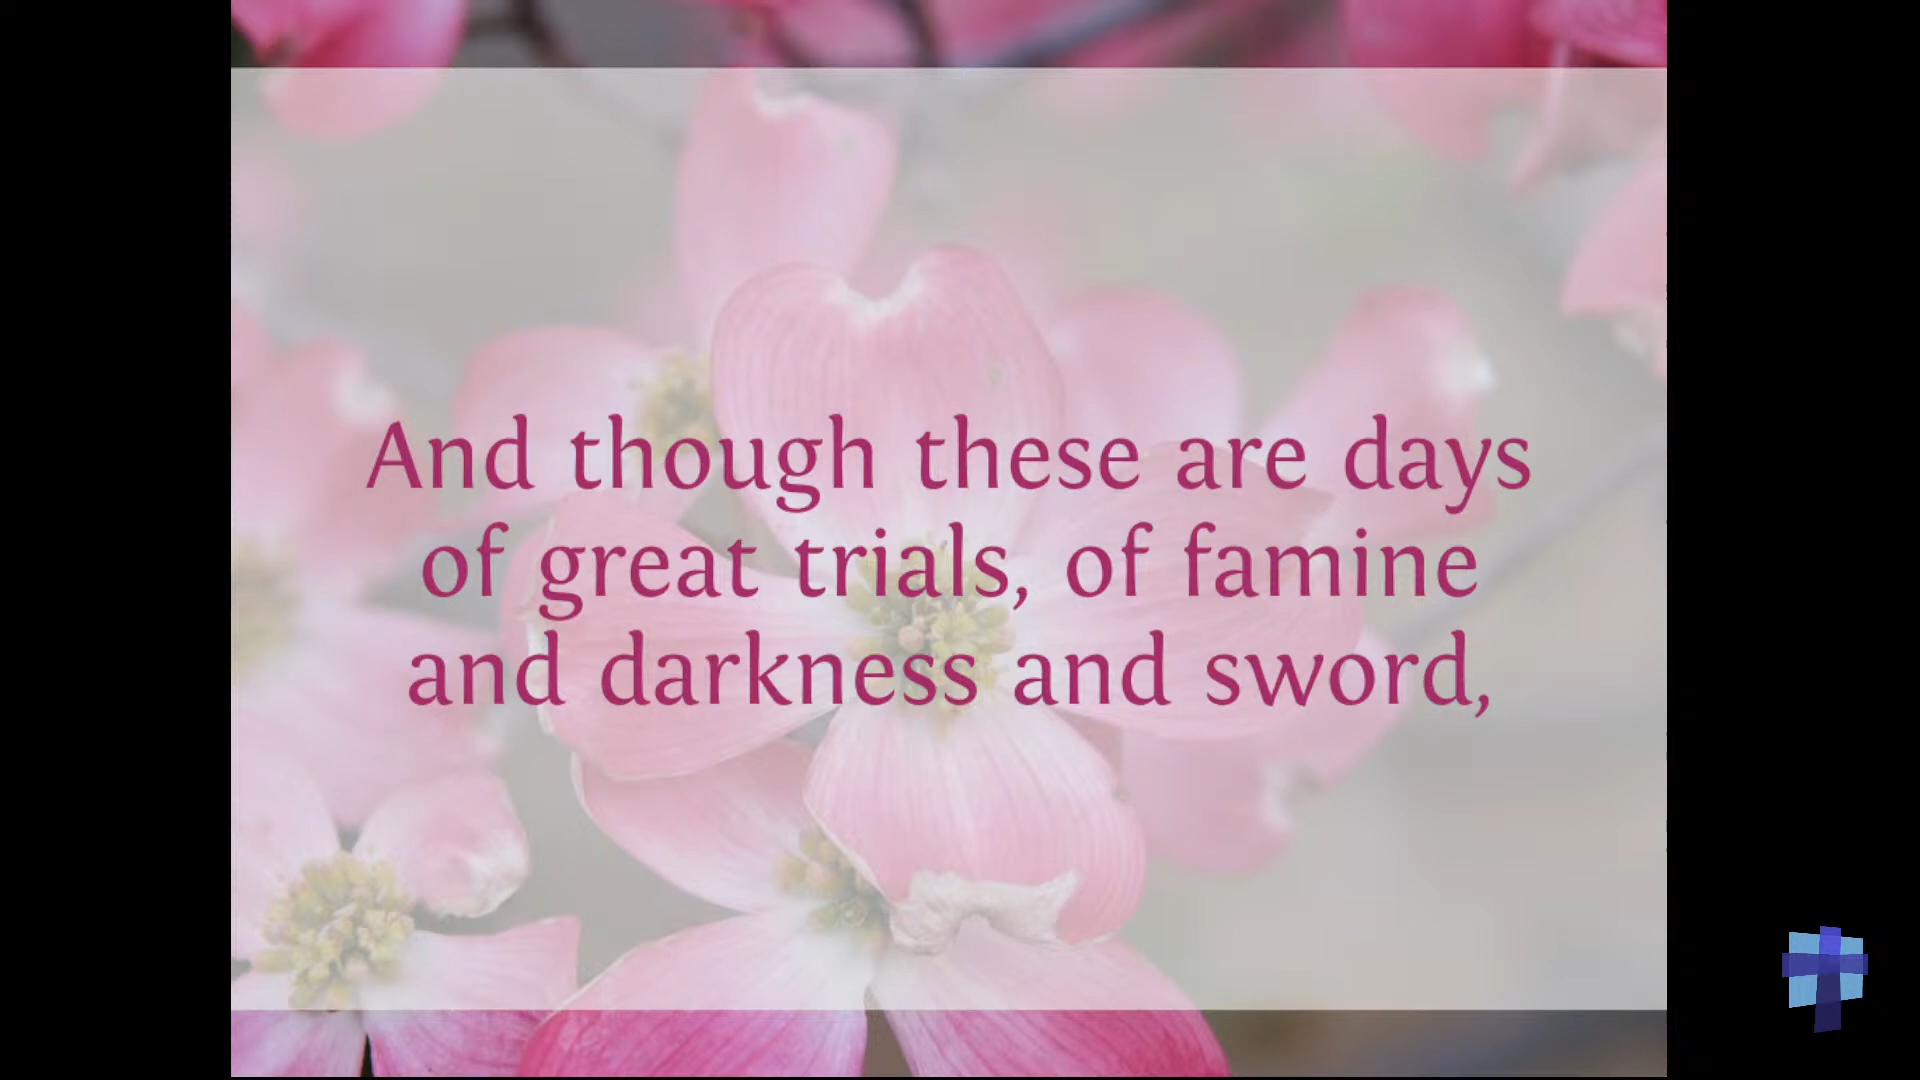 And though these are days
of great trials, of famine
and darkness and sword,